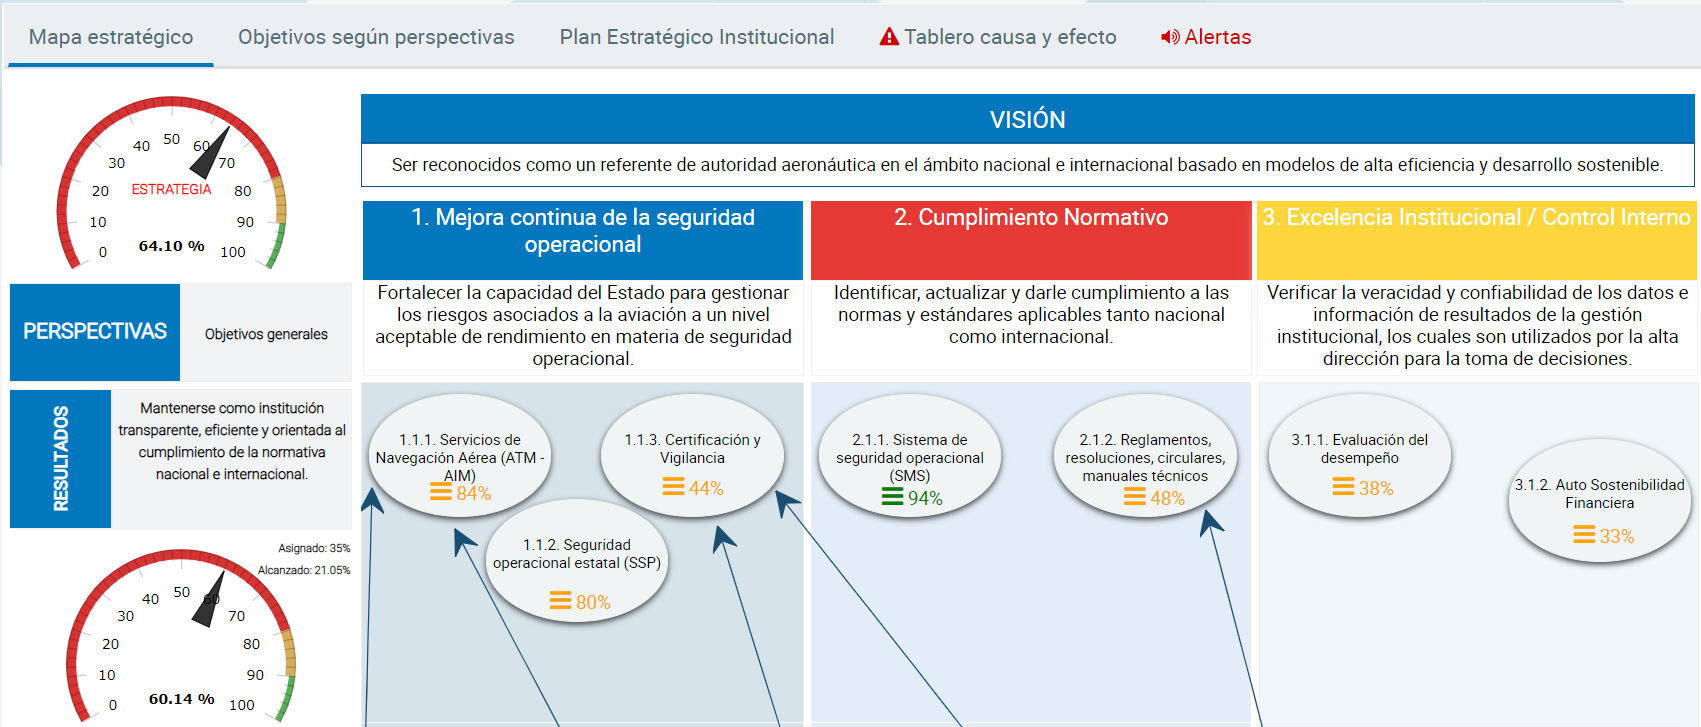 Mapa estratégico
Objetivos según perspectivas
Plan Estratégico Institucional
Tablero causa y efecto
Alertas
0
10
20
30
40
50
60
70
80
90
100
ESTRATEGIA
64.10 %
VISIÓN
Ser reconocidos como un referente de autoridad aeronáutica en el ámbito nacional e internacional basado en modelos de alta eficiencia y desarrollo sostenible.
PERSPECTIVAS
Objetivos generales
1. Mejora continua de la seguridad
operacional
Fortalecer la capacidad del Estado para gestionar
los riesgos asociados a la aviación a un nivel
aceptable de rendimiento en materia de seguridad
operacional.
2. Cumplimiento Normativo
Identificar, actualizar y darle cumplimiento a las
normas y estándares aplicables tanto nacional
como internacional.
3. Excelencia Institucional / Control Interno
Verificar la veracidad y confiabilidad de los datos e
información de resultados de la gestión
institucional, los cuales son utilizados por la alta
dirección para la toma de decisiones.
RESULTADOS
Mantenerse como institución
transparente, eficiente y orientada al
cumplimiento de la normativa
nacional e internacional.
Asignado: 35%
Alcanzado: 21.05%
0
10
20
30
40
50
60
70
80
90
100
60.14 %
1.1.1. Servicios de
Navegación Aérea (ATM -
AIM)
84%
1.1.2. Seguridad
operacional estatal (SSP)
80%
1.1.3. Certificación y
Vigilancia
44%
2.1.1. Sistema de
seguridad operacional
(SMS)
94%
2.1.2. Reglamentos,
resoluciones, circulares,
manuales técnicos
48%
3.1.1. Evaluación del
desempeño
38%
3.1.2. Auto Sostenibilidad
Financiera
33%